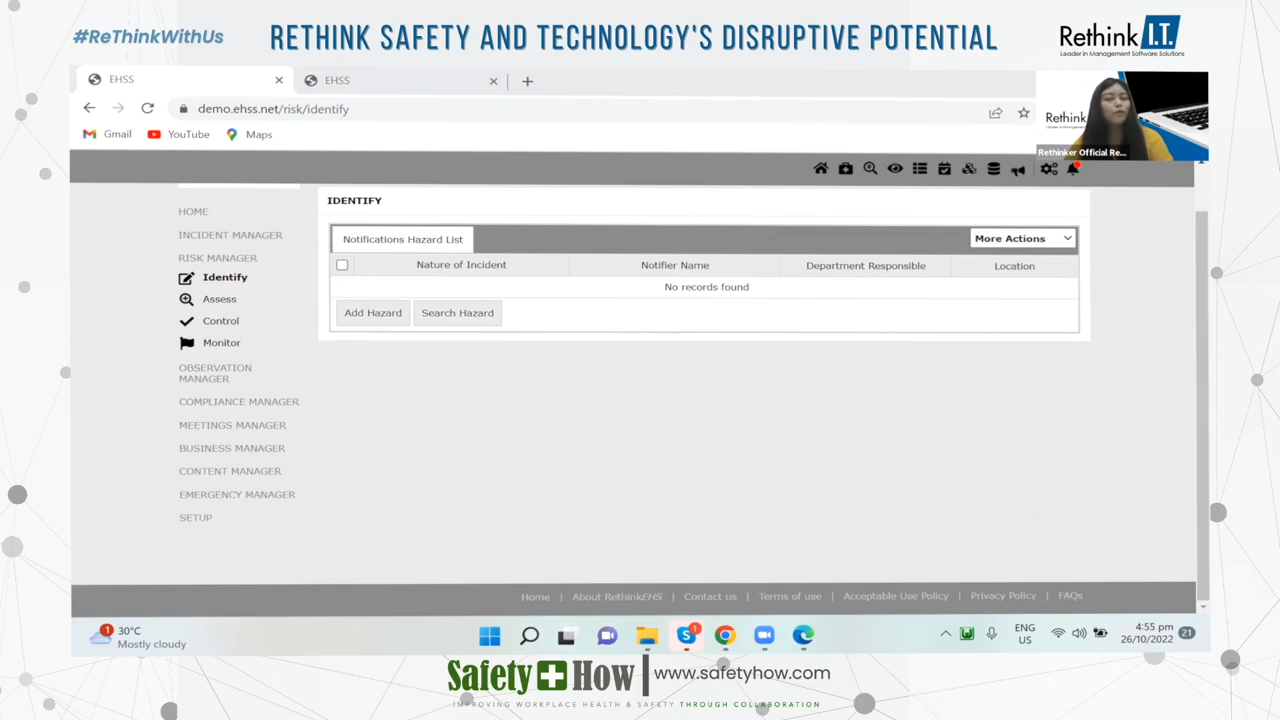 #ReThinkWithUs
RETHINK SAFETY AND TECHNOLOGY'S DISRUPTIVE POTENTIAL
Rethink I.T.
Leader in Management Software Solutions
EHSS
EHSS
demo.ehss.net/risk/identify
Gmail
YouTube
Maps
Rethink
Rethinker Official Re...
HOME
INCIDENT MANAGER
RISK MANAGER
Identify
Assess
Control
Monitor
OBSERVATION
MANAGER
COMPLIANCE MANAGER
MEETINGS MANAGER
BUSINESS MANAGER
CONTENT MANAGER
EMERGENCY MANAGER
SETUP
IDENTIFY
Notifications Hazard List
More Actions
Nature of Incident
Notifier Name
Department Responsible
Location
No records found
Add Hazard
Search Hazard
Home | About RethinkEHS | Contact us | Terms of use | Acceptable Use Policy | Privacy Policy | FAQs
1
30°C
Mostly cloudy
1
ENG
US
4:55 pm
26/10/2022
21
Safety How | www.safetyhow.com
IMPROVING WORKPLACE HEALTH & SAFETY THROUGH COLLABORATION